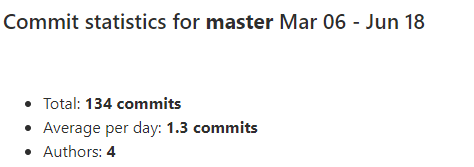 Commit statistics for master Mar 06 - Jun 18
Total: 134 commits
Average per day: 1.3 commits
Authors: 4